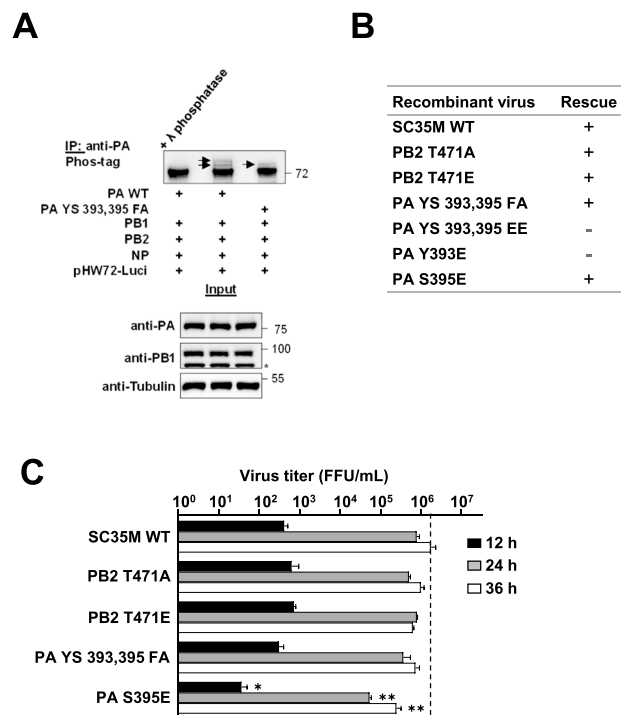 A
+ λ phosphatase
IP: anti-PA
Phos-tag
72
PA WT + +
PA YS 393,395 FA +
PB1 + + +
PB2 + + +
NP + + +
pHW72-Luci + + +
Input
anti-PA 75
anti-PB1 100
*
anti-Tubulin 55
B
Recombinant virus Rescue
SC35M WT +
PB2 T471A +
PB2 T471E +
PA YS 393,395 FA +
PA YS 393,395 EE -
PA Y393E -
PA S395E +
C
Virus titer (FFU/mL)
10⁰ 10¹ 10² 10³ 10⁴ 10⁵ 10⁶ 10⁷
SC35M WT
PB2 T471A
PB2 T471E
PA YS 393,395 FA
PA S395E
*
**
**
12 h
24 h
36 h